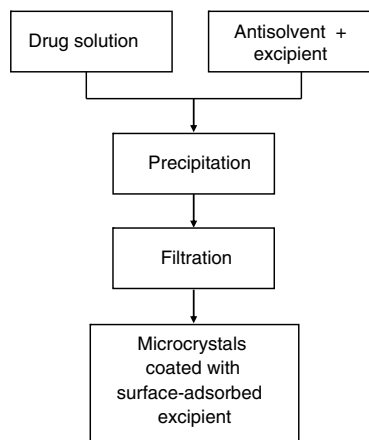 Drug solution
Antisolvent +
excipient
Precipitation
Filtration
Microcrystals
coated with
surface-adsorbed
excipient